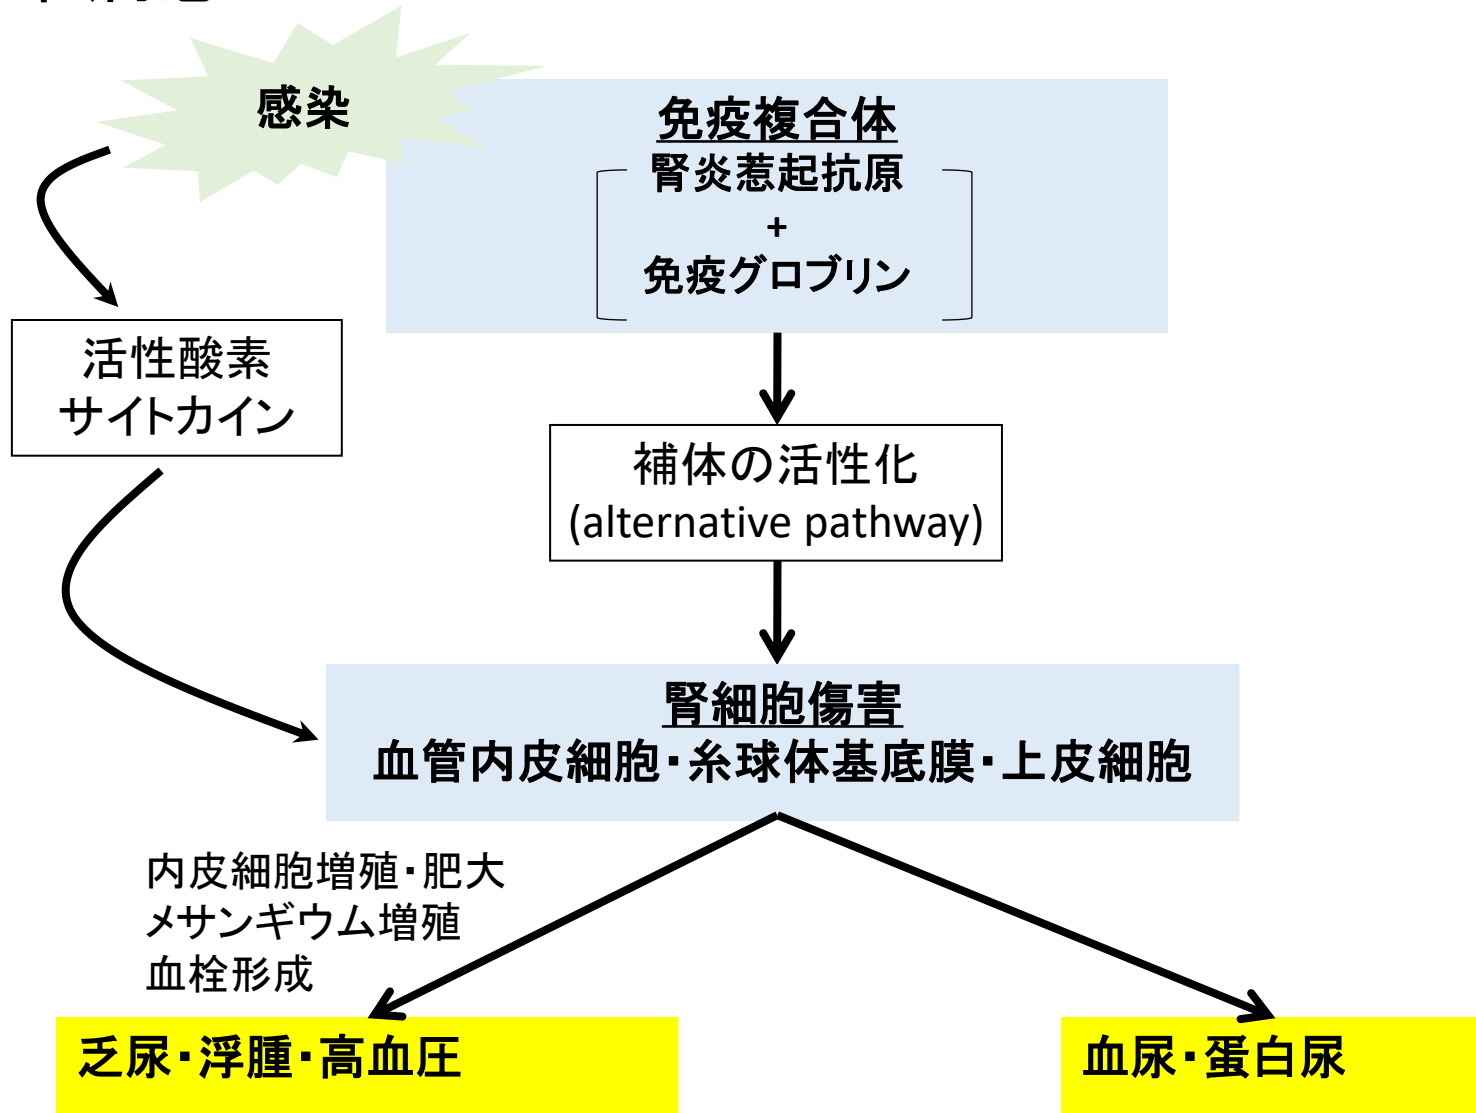 感染
免疫複合体
腎炎惹起抗原
+
免疫グロブリン
活性酸素
サイトカイン
補体の活性化
(alternative pathway)
腎細胞傷害
血管内皮細胞・糸球体基底膜・上皮細胞
内皮細胞増殖・肥大
メサンギウム増殖
血栓形成
乏尿・浮腫・高血圧
血尿・蛋白尿